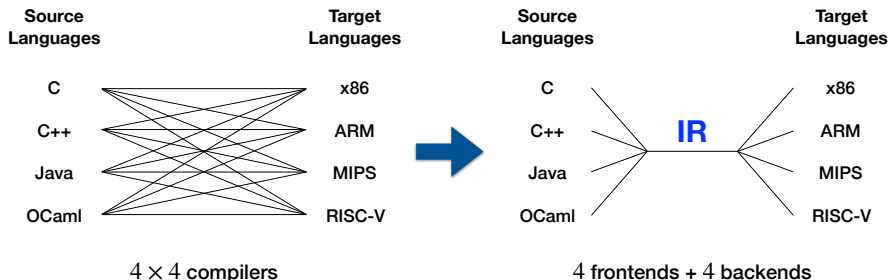 Source Languages
Target Languages
C
x86
C++
ARM
Java
MIPS
OCaml
RISC-V
4 × 4 compilers
Source Languages
Target Languages
C
x86
C++
IR
ARM
Java
MIPS
OCaml
RISC-V
4 frontends + 4 backends